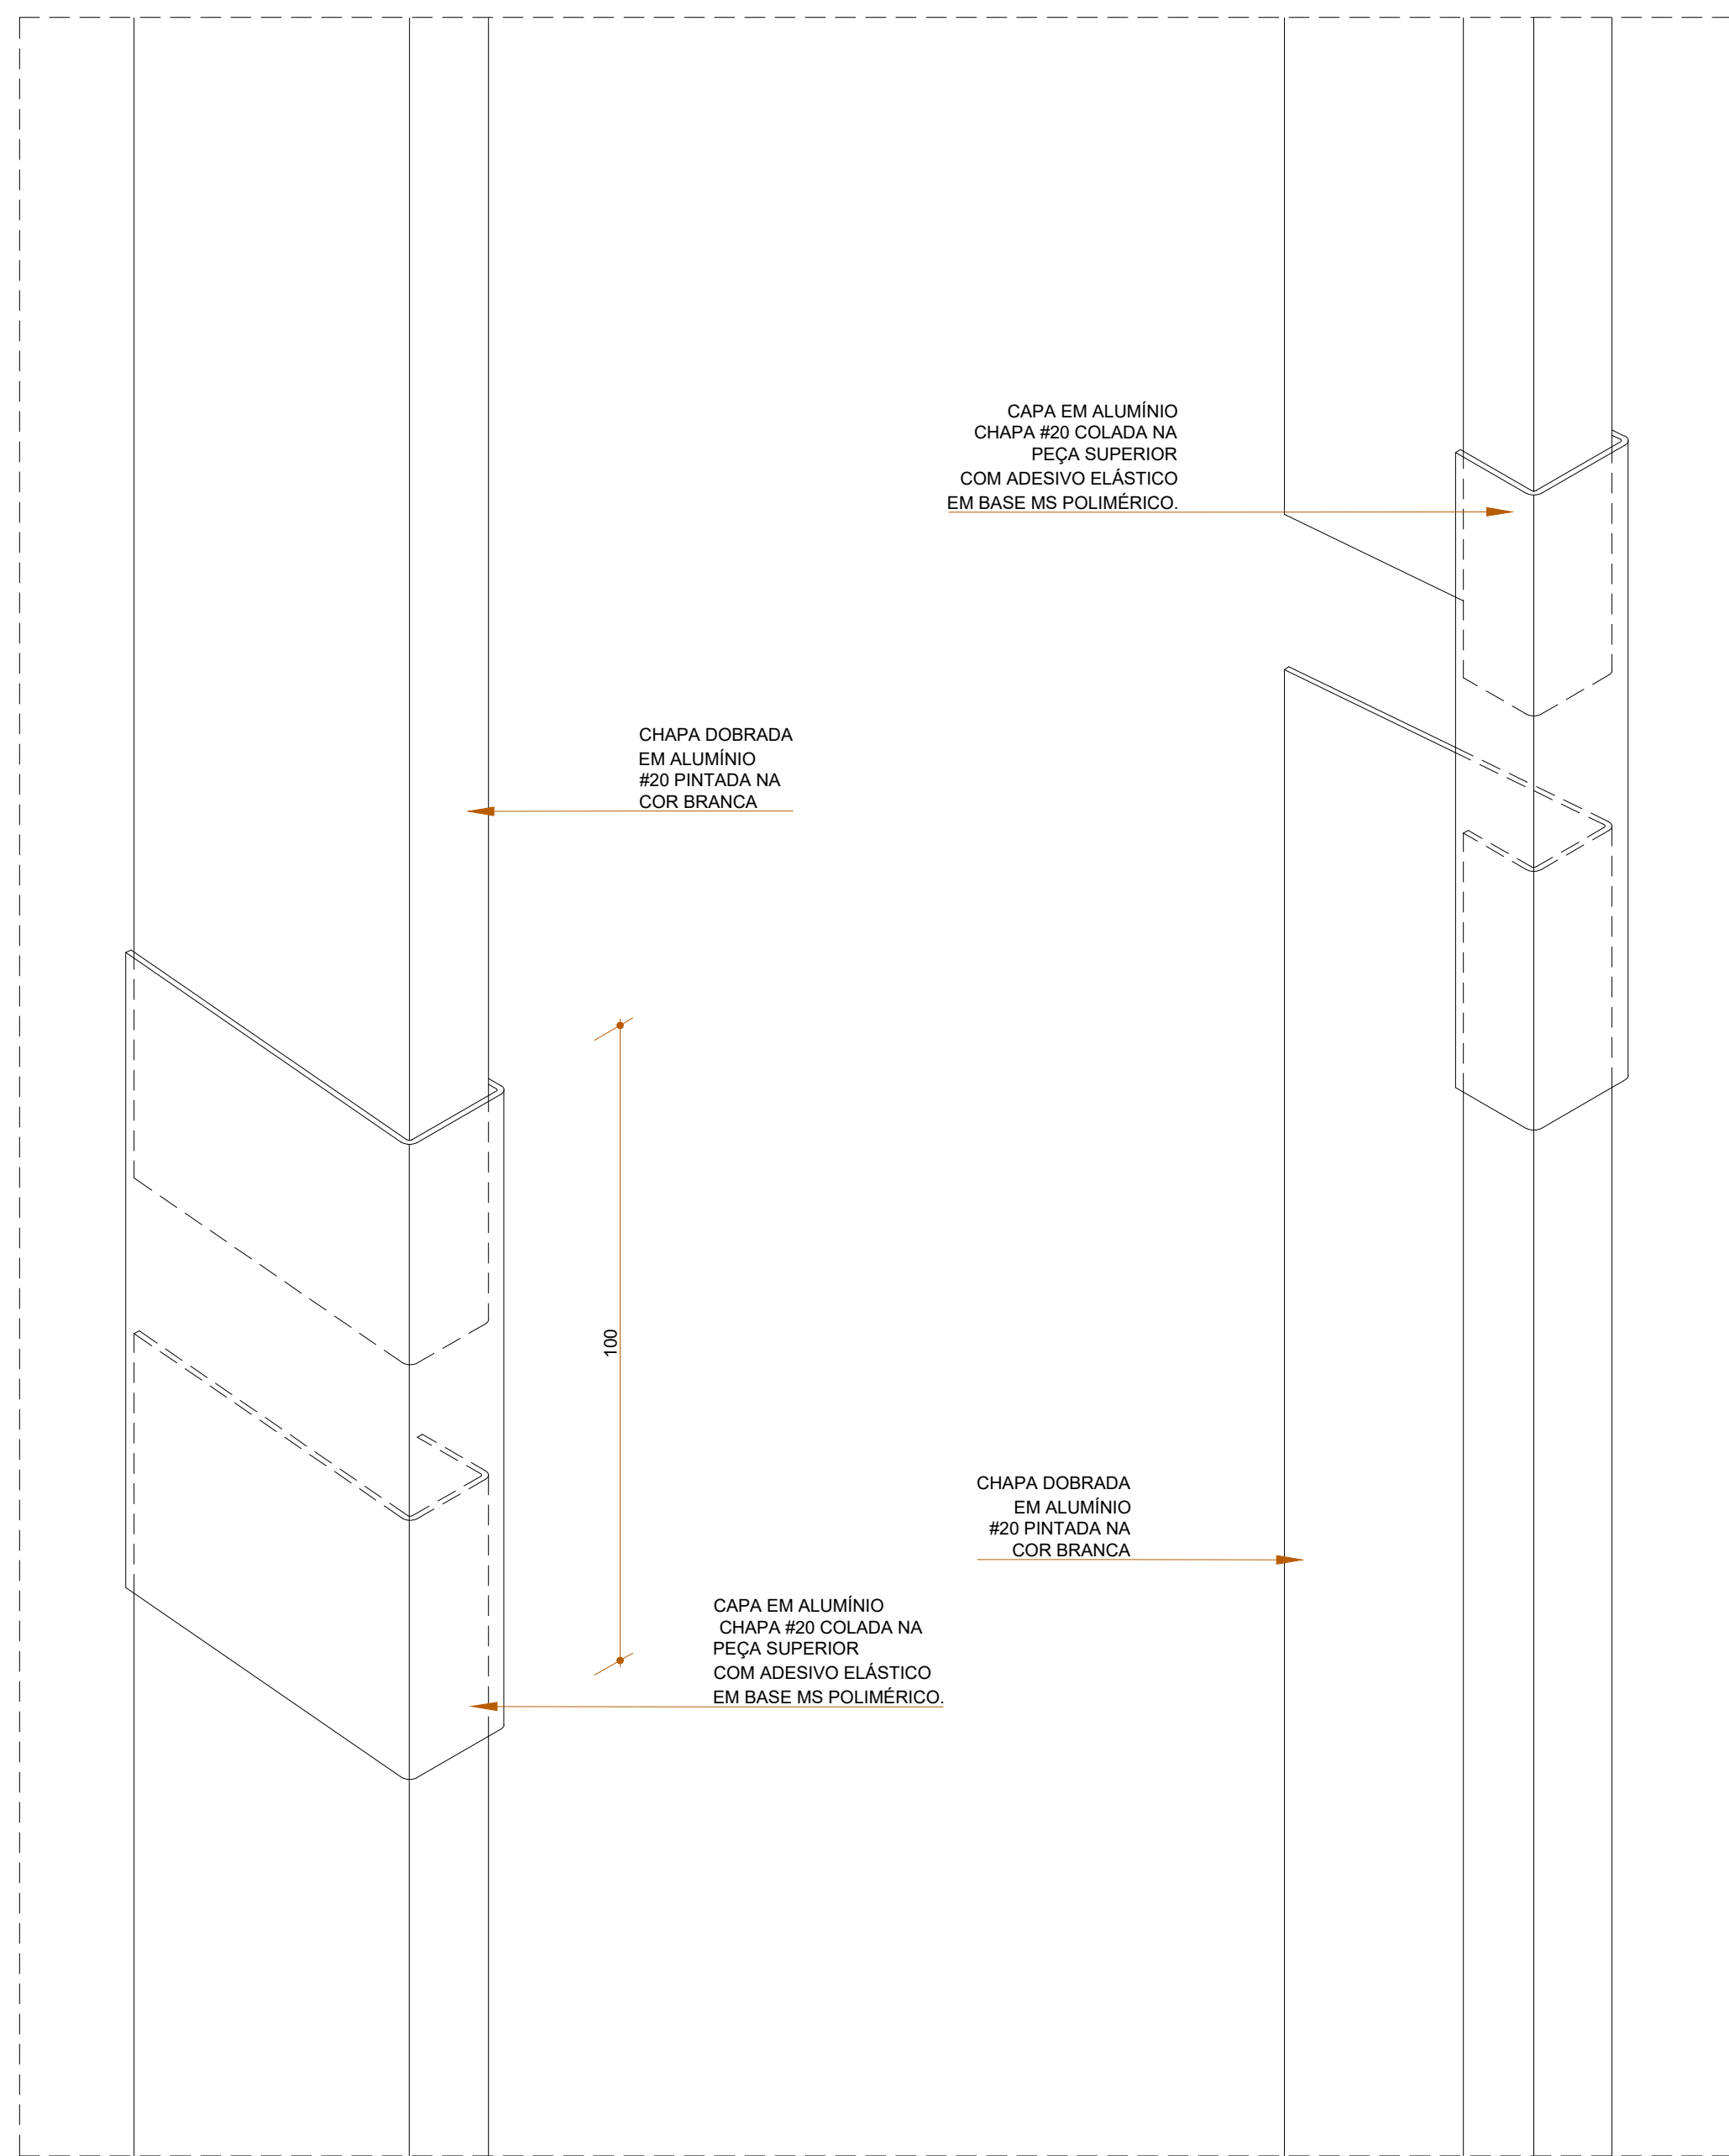 CAPA EM ALUMÍNIO
CHAPA #20 COLADA NA
PEÇA SUPERIOR
COM ADESIVO ELÁSTICO
EM BASE MS POLIMÉRICO.
CHAPA DOBRADA
EM ALUMÍNIO
#20 PINTADA NA
COR BRANCA
100
CHAPA DOBRADA
EM ALUMÍNIO
#20 PINTADA NA
COR BRANCA
CAPA EM ALUMÍNIO
CHAPA #20 COLADA NA
PEÇA SUPERIOR
COM ADESIVO ELÁSTICO
EM BASE MS POLIMÉRICO.